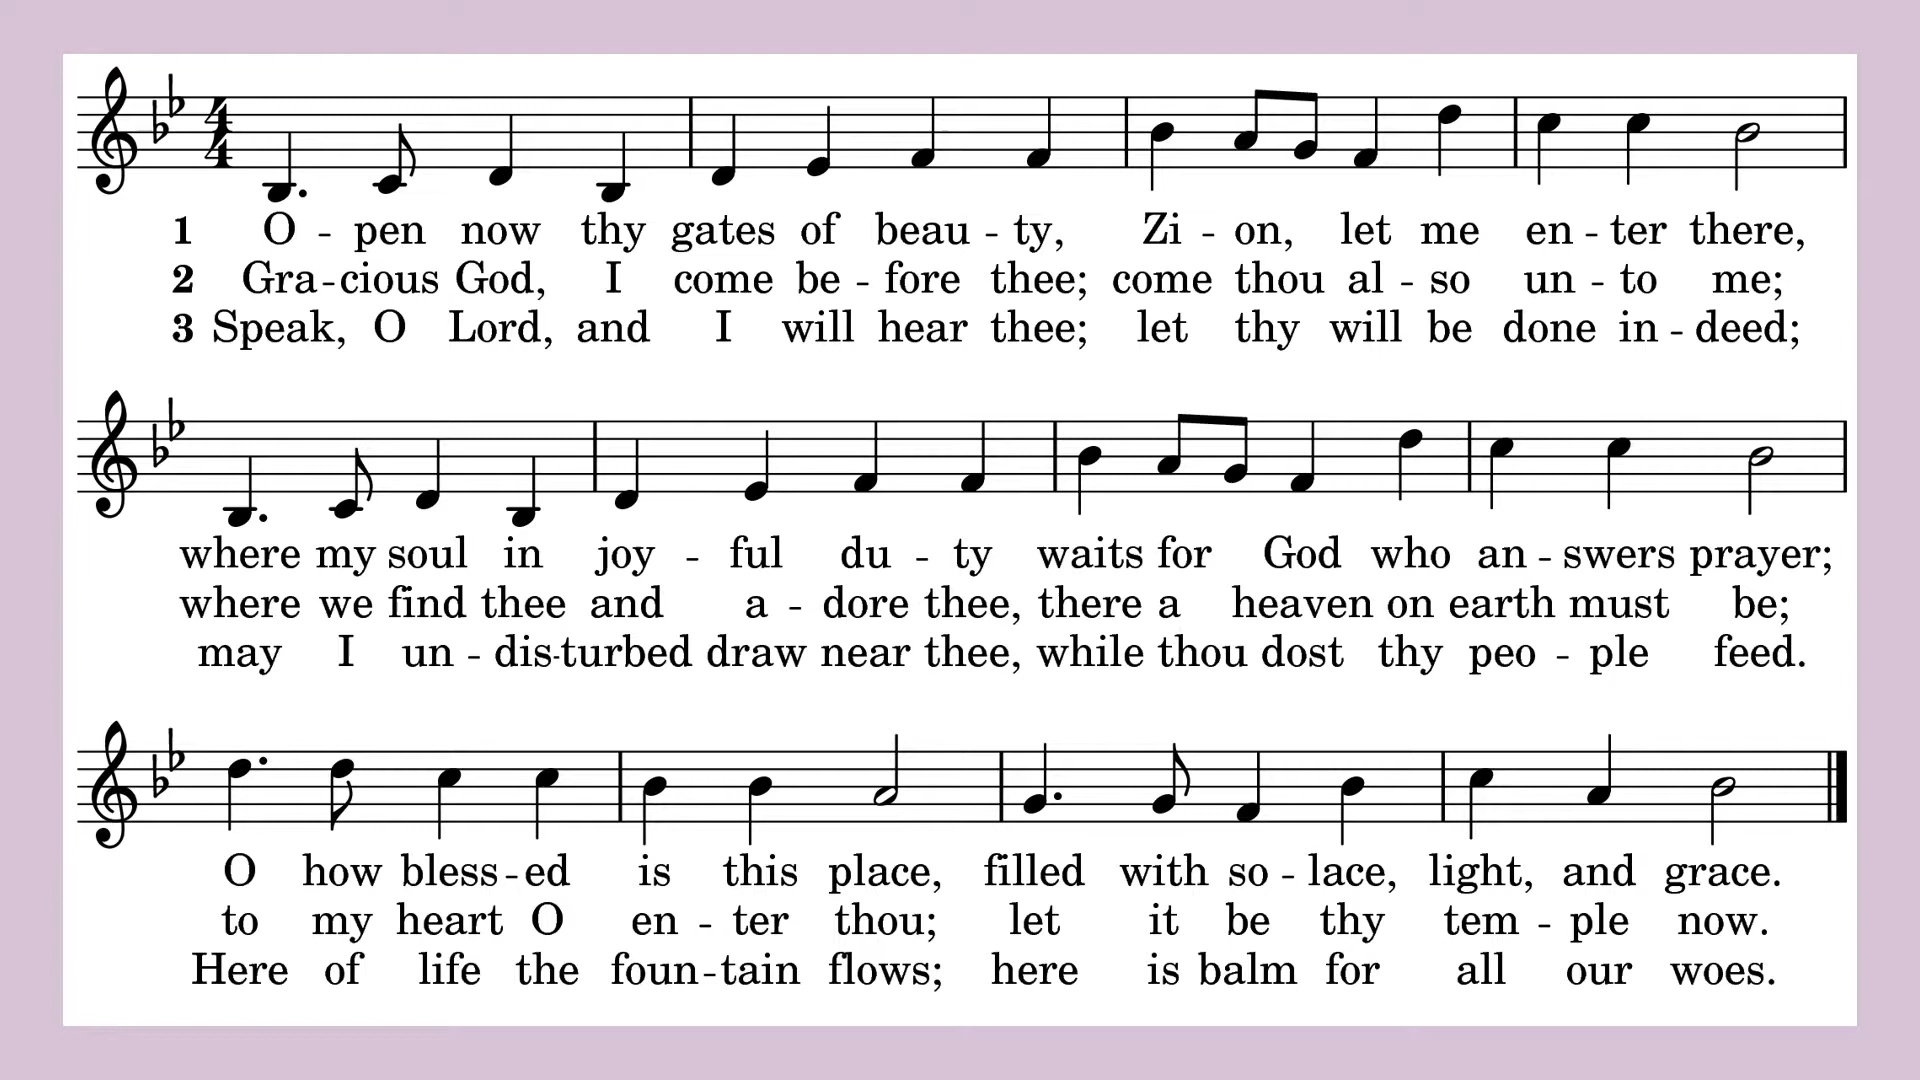 4
4
1 O - pen now thy gates of beau - ty, Zi - on, let me en - ter there,
2 Gra - cious God, I come be - fore thee; come thou al - so un - to me;
3 Speak, O Lord, and I will hear thee; let thy will be done in - deed;
where my soul in joy - ful du - ty waits for God who an - swers prayer;
where we find thee and a - dore thee, there a heaven on earth must be;
may I un - dis - turbed draw near thee, while thou dost thy peo - ple feed.
O how bless - ed is this place, filled with so - lace, light, and grace.
to my heart O en - ter thou; let it be thy tem - ple now.
Here of life the foun - tain flows; here is balm for all our woes.